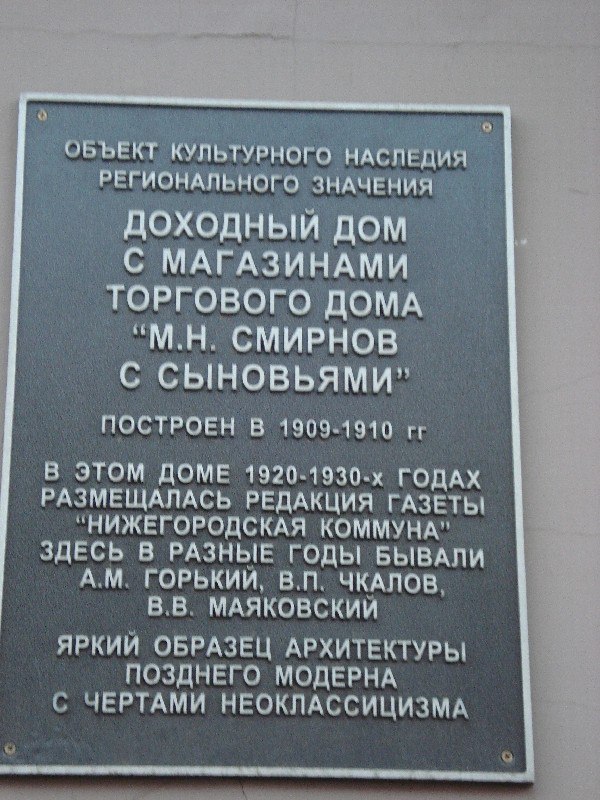 ОБЪЕКТ КУЛЬТУРНОГО НАСЛЕДИЯ
РЕГИОНАЛЬНОГО ЗНАЧЕНИЯ
ДОХОДНЫЙ ДОМ
С МАГАЗИНАМИ
ТОРГОВОГО ДОМА
“М.Н. СМИРНОВ
С СЫНОВЬЯМИ”
ПОСТРОЕН В 1909-1910 гг
В ЭТОМ ДОМЕ 1920-1930-х ГОДАХ
РАЗМЕЩАЛАСЬ РЕДАКЦИЯ ГАЗЕТЫ
“НИЖЕГОРОДСКАЯ КОММУНА”
ЗДЕСЬ В РАЗНЫЕ ГОДЫ БЫВАЛИ
А.М. ГОРЬКИЙ, В.П. ЧКАЛОВ,
В.В. МАЯКОВСКИЙ
ЯРКИЙ ОБРАЗЕЦ АРХИТЕКТУРЫ
ПОЗДНЕГО МОДЕРНА
С ЧЕРТАМИ НЕОКЛАССИЦИЗМА